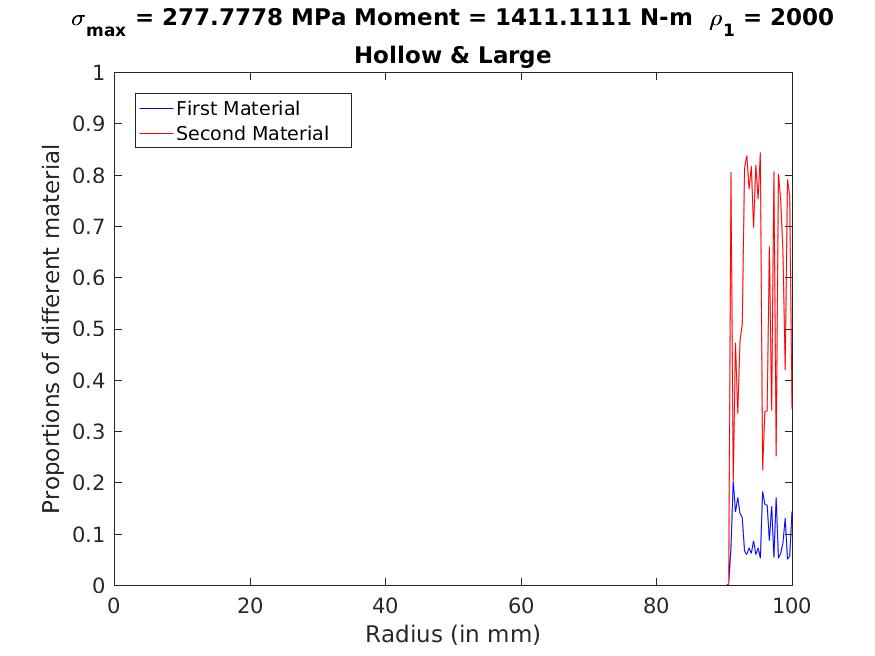 σmax = 277.7778 MPa Moment = 1411.1111 N-m ρ1 = 2000
Hollow & Large
First Material
Second Material
Proportions of different material
1
0.9
0.8
0.7
0.6
0.5
0.4
0.3
0.2
0.1
0
0 20 40 60 80 100
Radius (in mm)